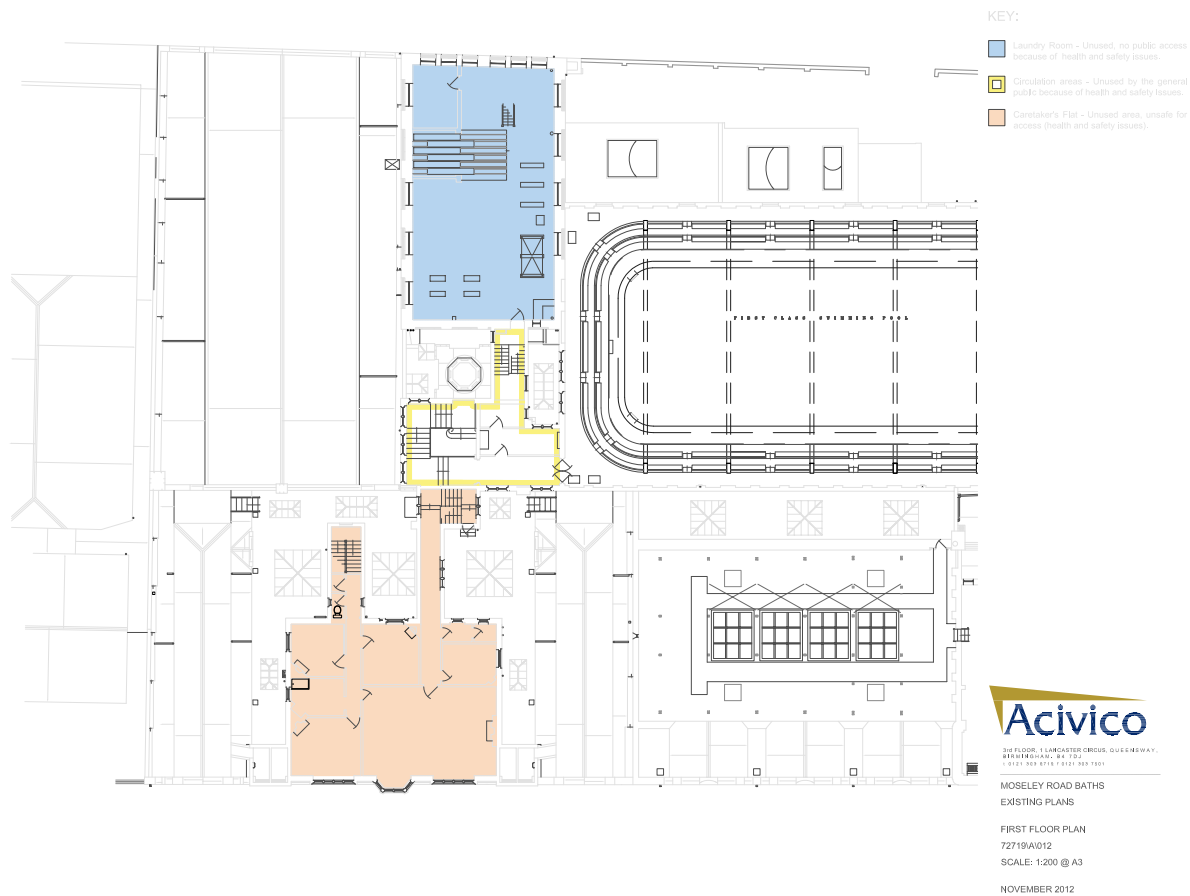 KEY:
Laundry Room - Unused, no public access
because of health and safety issues.
Circulation areas - Unused by the general
public because of health and safety Issues.
Caretaker's Flat - Unused area, unsafe for
access (health and safety issues).
FIRST CLASS SWIMMING POOL
Acivico
3rd FLOOR, 1 LANCASTER CIRCUS, QUEENSWAY,
BIRMINGHAM. B4 7DJ
MOSELEY ROAD BATHS
EXISTING PLANS
FIRST FLOOR PLAN
72719\A\012
SCALE: 1:200 @ A3
NOVEMBER 2012